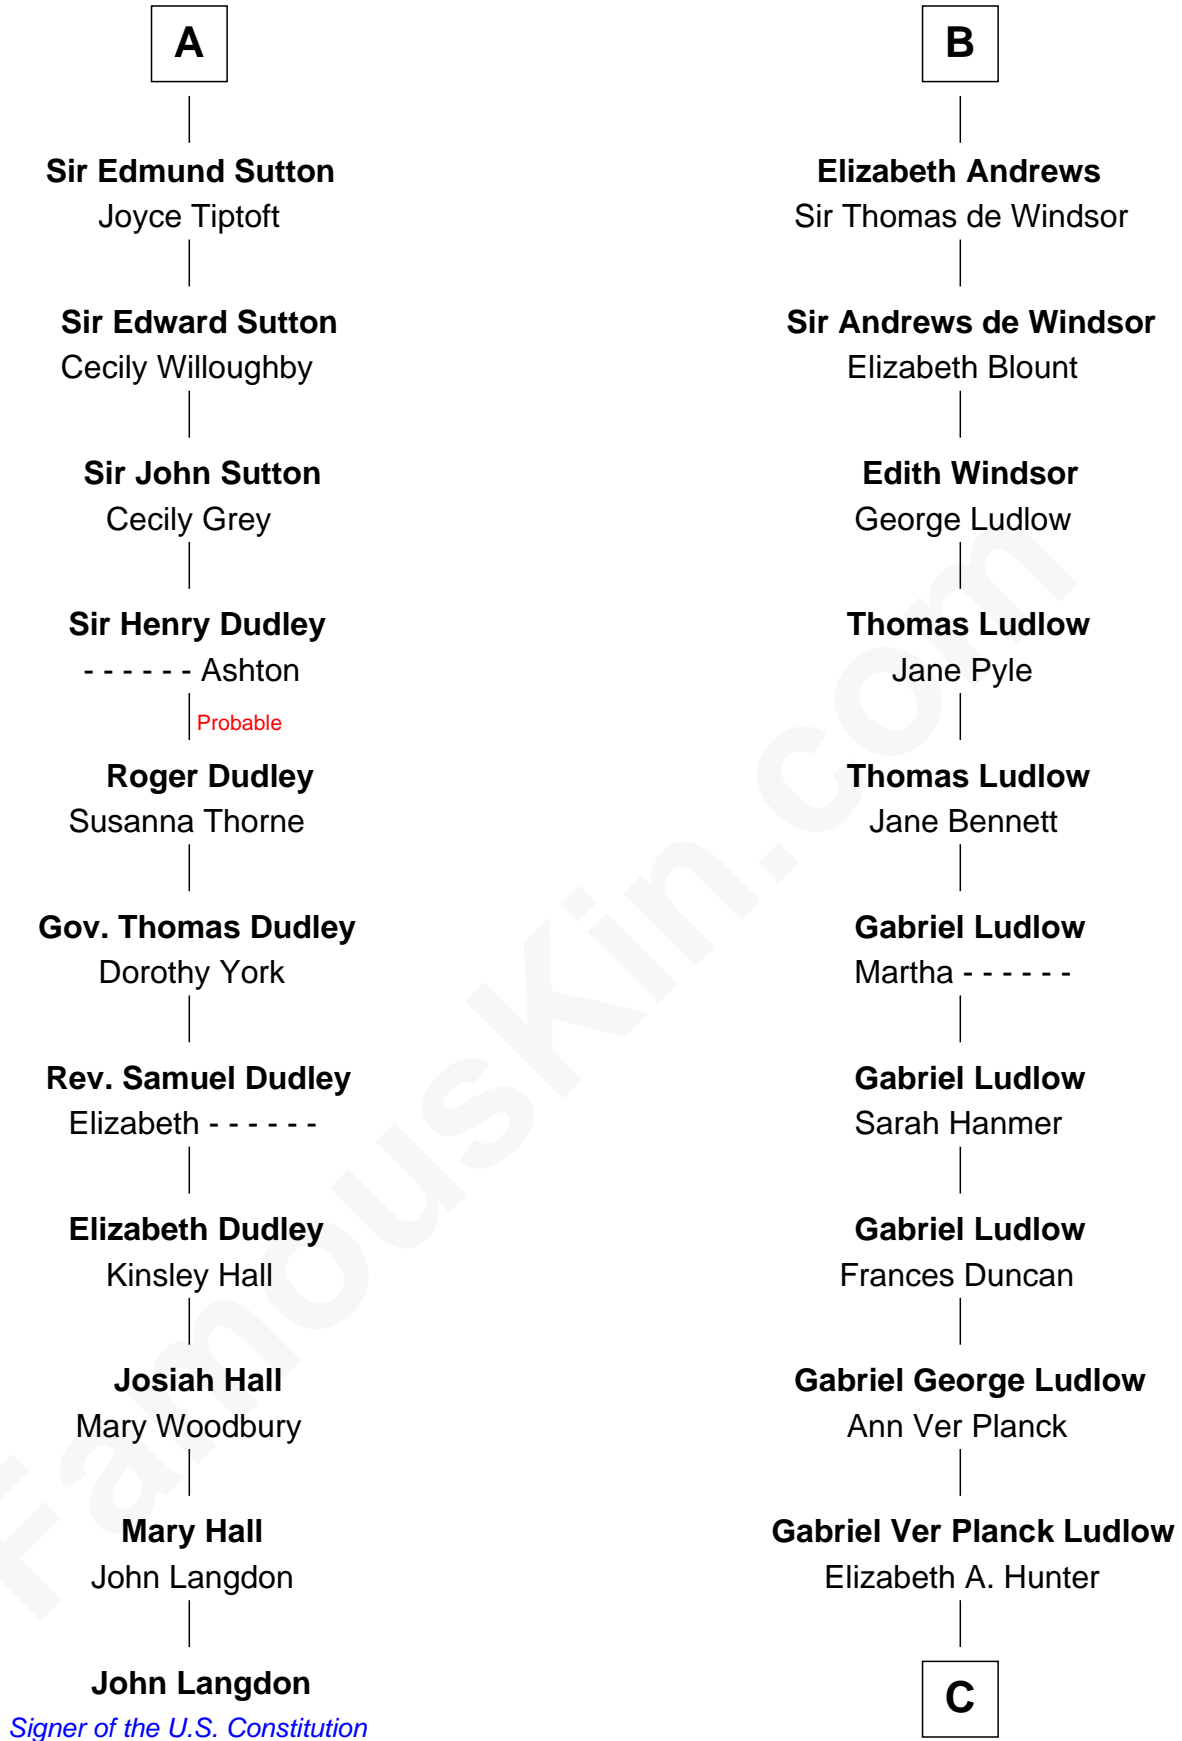 A
Sir Edmund Sutton
Joyce Tiptoft
Sir Edward Sutton
Cecily Willoughby
Sir John Sutton
Cecily Grey
Sir Henry Dudley
- - - - - - Ashton
Probable
Roger Dudley
Susanna Thorne
Gov. Thomas Dudley
Dorothy York
Rev. Samuel Dudley
Elizabeth - - - - - -
Elizabeth Dudley
Kinsley Hall
Josiah Hall
Mary Woodbury
Mary Hall
John Langdon
John Langdon
Signer of the U.S. Constitution
B
Elizabeth Andrews
Sir Thomas de Windsor
Sir Andrews de Windsor
Elizabeth Blount
Edith Windsor
George Ludlow
Thomas Ludlow
Jane Pyle
Thomas Ludlow
Jane Bennett
Gabriel Ludlow
Martha - - - - - -
Gabriel Ludlow
Sarah Hanmer
Gabriel Ludlow
Frances Duncan
Gabriel George Ludlow
Ann Ver Planck
Gabriel Ver Planck Ludlow
Elizabeth A. Hunter
C
FamousKin.com